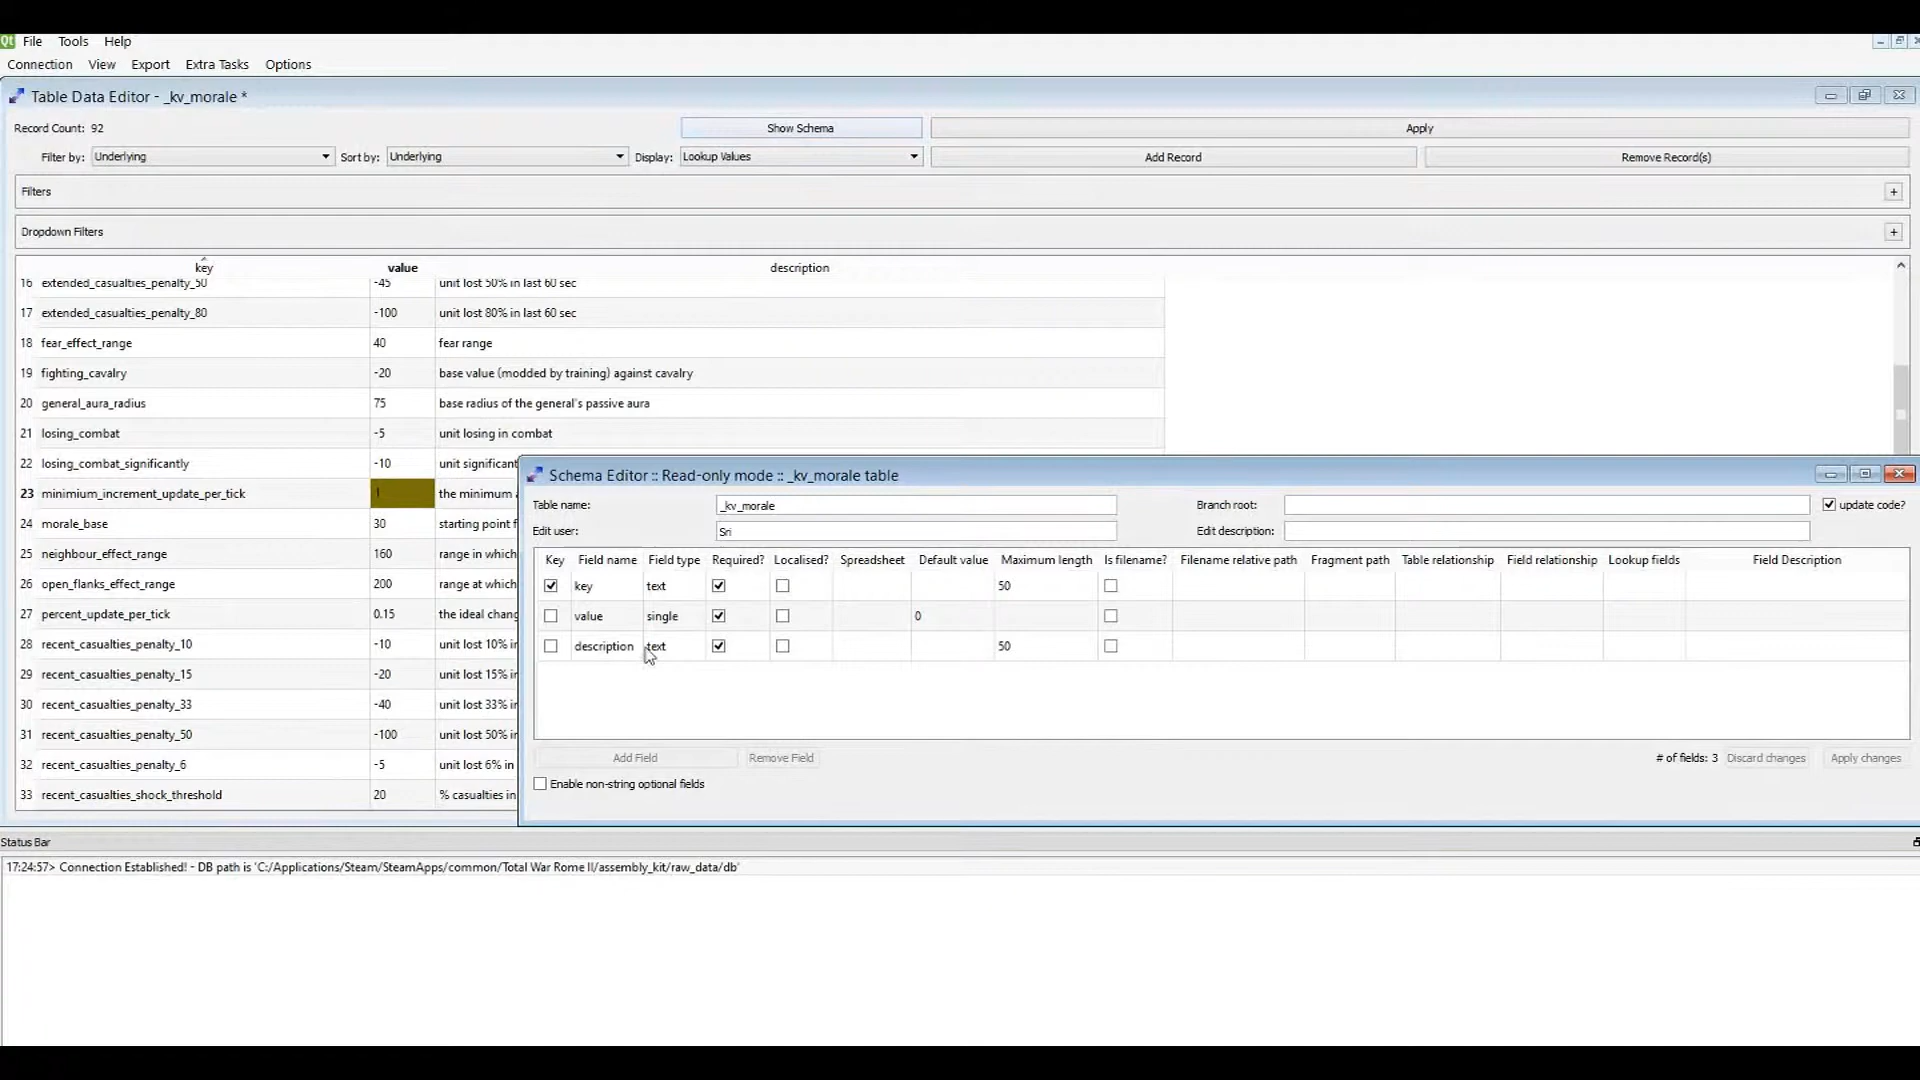 Qt File Tools Help
Connection View Export Extra Tasks Options
Table Data Editor - _kv_morale *
Record Count: 92 Show Schema Apply
Filter by: Underlying Sort by: Underlying Display: Lookup Values Add Record Remove Record(s)
Filters +
Dropdown Filters +
key value description
16 extended_casualties_penalty_50 -45 unit lost 50% in last 60 sec
17 extended_casualties_penalty_80 -100 unit lost 80% in last 60 sec
18 fear_effect_range 40 fear range
19 fighting_cavalry -20 base value (modded by training) against cavalry
20 general_aura_radius 75 base radius of the general's passive aura
21 losing_combat -5 unit losing in combat
22 losing_combat_significantly -10 unit significant
23 minimium_increment_update_per_tick 1 the minimum
24 morale_base 30 starting point f
25 neighbour_effect_range 160 range in which
26 open_flanks_effect_range 200 range at which
27 percent_update_per_tick 0.15 the ideal chang
28 recent_casualties_penalty_10 -10 unit lost 10% in
29 recent_casualties_penalty_15 -20 unit lost 15% i
30 recent_casualties_penalty_33 -40 unit lost 33% i
31 recent_casualties_penalty_50 -100 unit lost 50% i
32 recent_casualties_penalty_6 -5 unit lost 6% in
33 recent_casualties_shock_threshold 20 % casualties in
Schema Editor :: Read-only mode :: _kv_morale table
Table name: _kv_morale Branch root: update code?
Edit user: Sri Edit description:
Key Field name Field type Required? Localised? Spreadsheet Default value Maximum length Is filename? Filename relative path Fragment path Table relationship Field relationship Lookup fields Field Description
key text 50
value single 0
description text 50
Add Field Remove Field # of fields: 3 Discard changes Apply changes
Enable non-string optional fields
Status Bar
17:24:57> Connection Established! - DB path is 'C:/Applications/Steam/SteamApps/common/Total War Rome II/assembly_kit/raw_data/db'